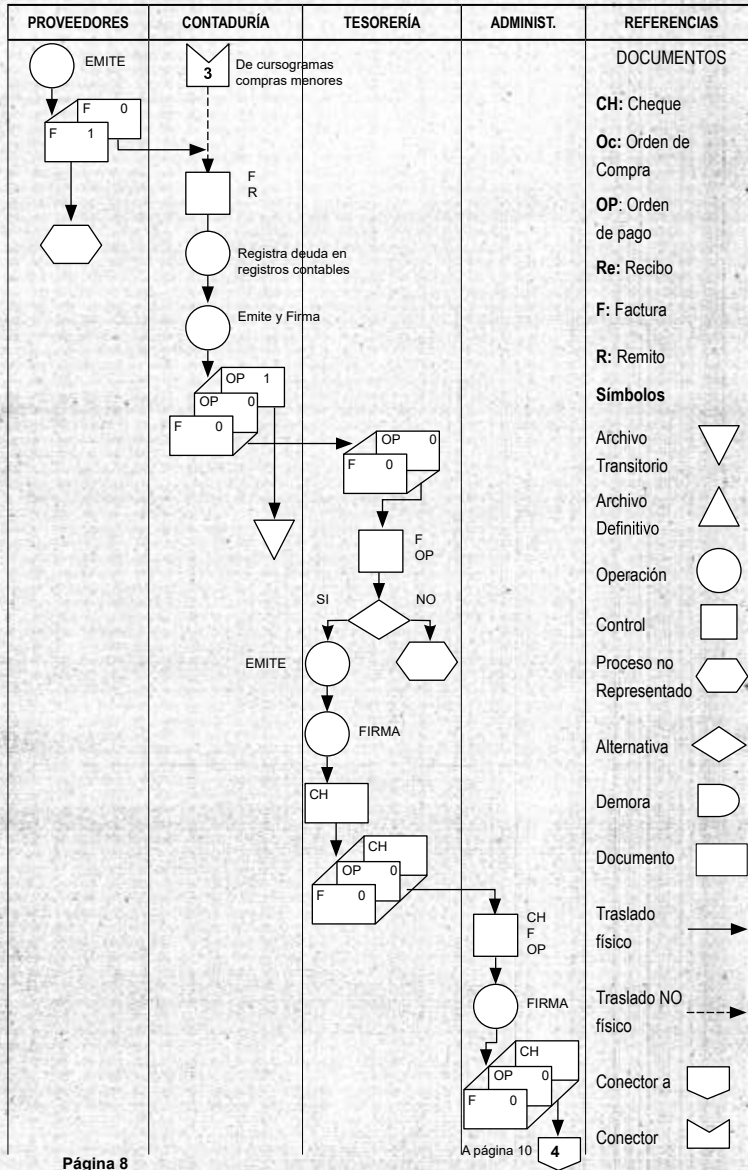 PROVEEDORES
CONTADURÍA
TESORERÍA
ADMINIST.
REFERENCIAS
EMITE
F 0
F 1
3
De cursogramas
compras menores
F
R
Registra deuda en
registros contables
Emite y Firma
OP 1
OP 0
F 0
OP 0
F 0
F
OP
SI
NO
EMITE
FIRMA
CH
CH
OP 0
F 0
CH
F
OP
FIRMA
CH
OP 0
F 0
A página 10
4
DOCUMENTOS
CH: Cheque
Oc: Orden de
Compra
OP: Orden
de pago
Re: Recibo
F: Factura
R: Remito
Símbolos
Archivo
Transitorio
Archivo
Definitivo
Operación
Control
Proceso no
Representado
Alternativa
Demora
Documento
Traslado
físico
Traslado NO
físico
Conector a
Conector
Página 8